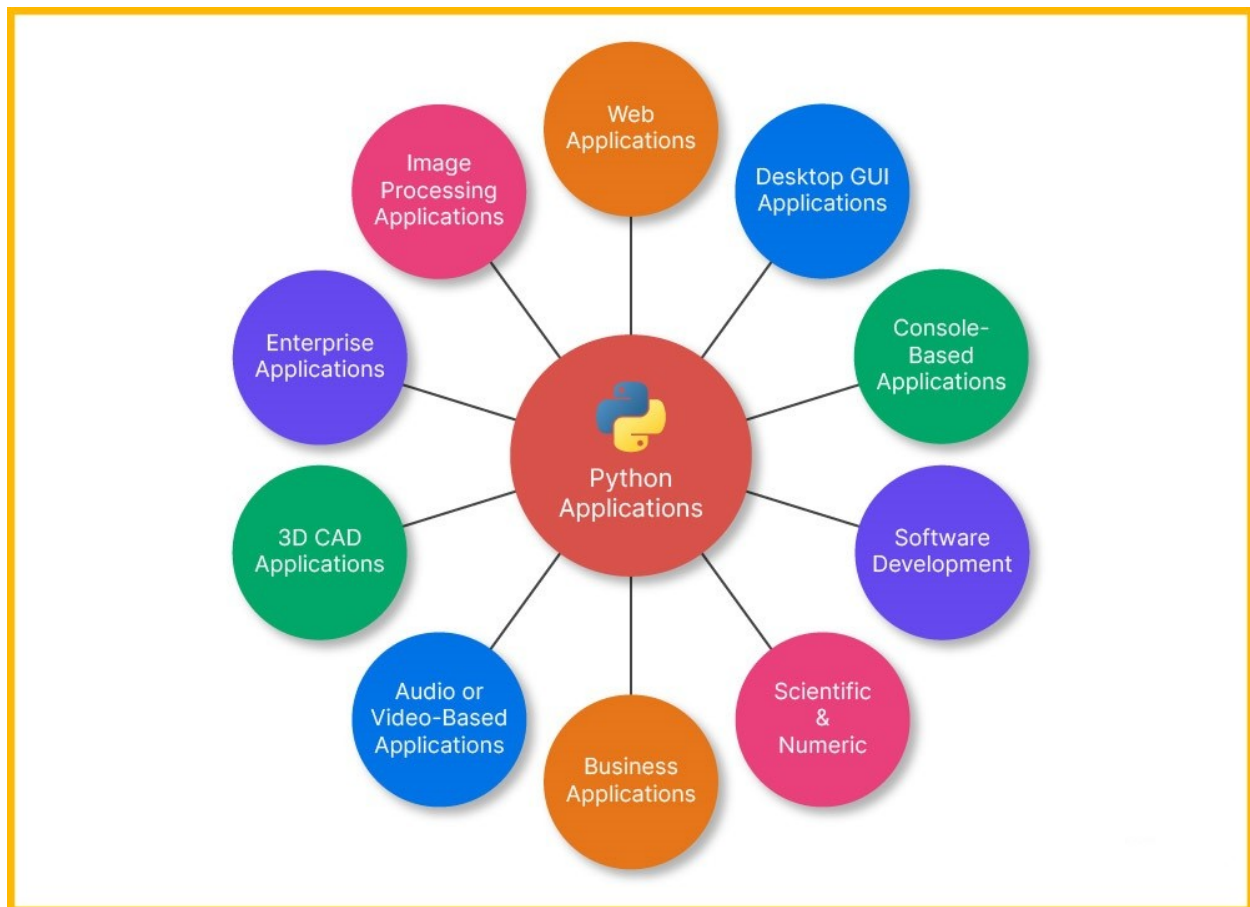 Web
Applications
Desktop GUI
Applications
Console-
Based
Applications
Software
Development
Scientific
&
Numeric
Business
Applications
Audio or
Video-Based
Applications
3D CAD
Applications
Enterprise
Applications
Image
Processing
Applications
Python
Applications